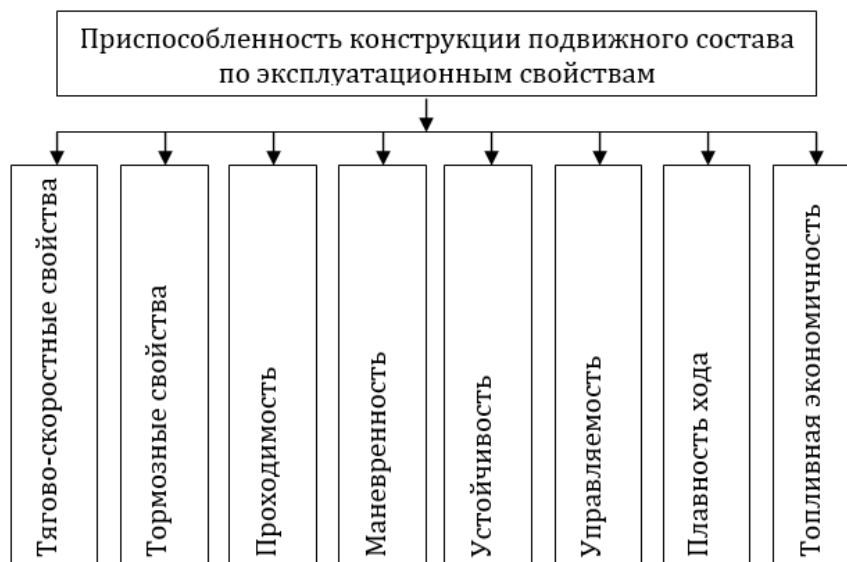 Приспособленность конструкции подвижного состава
по эксплуатационным свойствам
Тягово-скоростные свойства
Тормозные свойства
Проходимость
Маневренность
Устойчивость
Управляемость
Плавность хода
Топливная экономичность